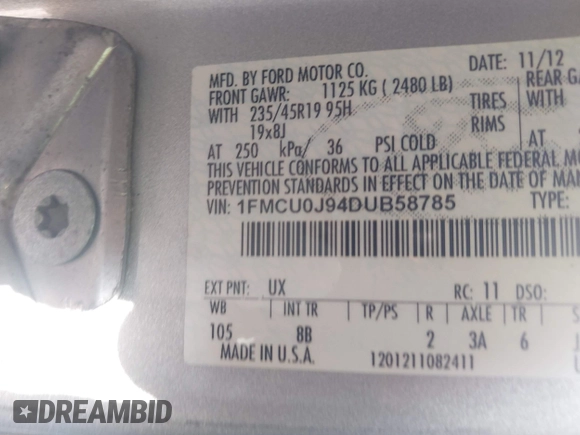 MFD. BY FORD MOTOR CO.
DATE: 11/12
FRONT GAWR: 1125 KG ( 2480 LB)
REAR
WITH 235/45R19 95H TIRES
WITH
19x8J RIMS
AT 250 kPa/ 36 PSI COLD
AT
THIS VEHICLE CONFORMS TO ALL APPLICABLE FEDERAL
PREVENTION STANDARDS IN EFFECT ON THE DATE OF
VIN: 1FMCU0J94DUB58785 TYPE:
EXT PNT: UX RC: 11 DSO:
WB INT TR TP/PS R AXLE TR
105 8B 2 3A 6
MADE IN U.S.A. 1201211082411
DREAMBID